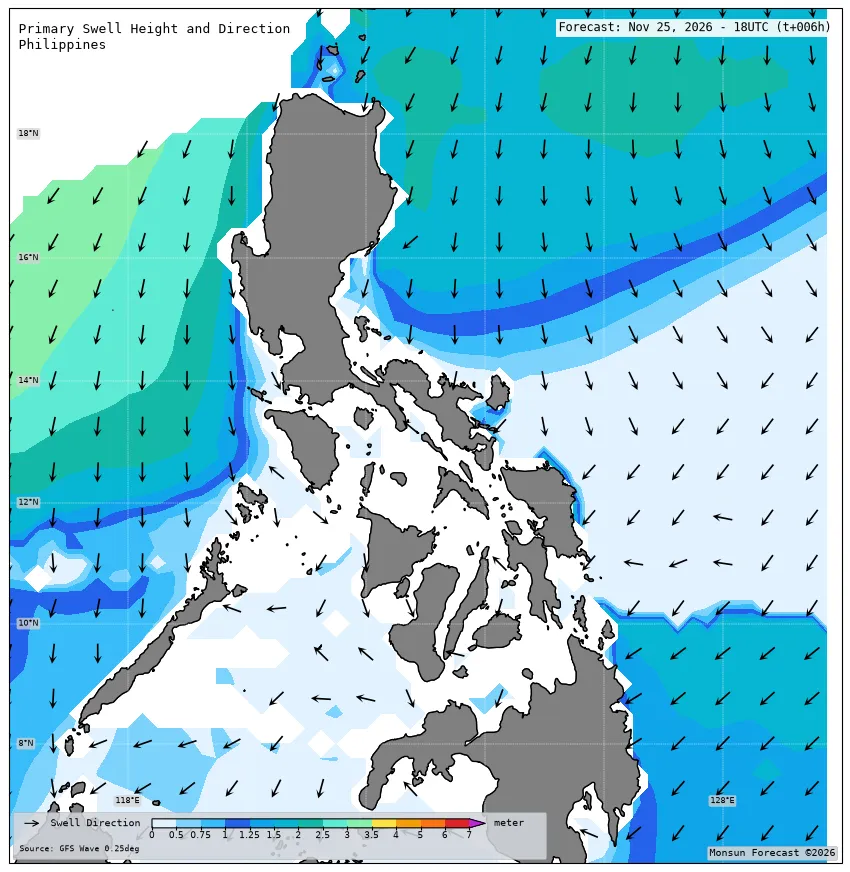 Primary Swell Height and Direction
Philippines
Forecast: Nov 25, 2026 - 18UTC (t+006h)
18°N
16°N
14°N
12°N
10°N
8°N
118°E
128°E
Swell Direction
0 0.5 0.75 1 1.25 1.5 2 2.5 3 3.5 4 5 6 7
meter
Source: GFS Wave 0.25deg
Monsun Forecast ©2026